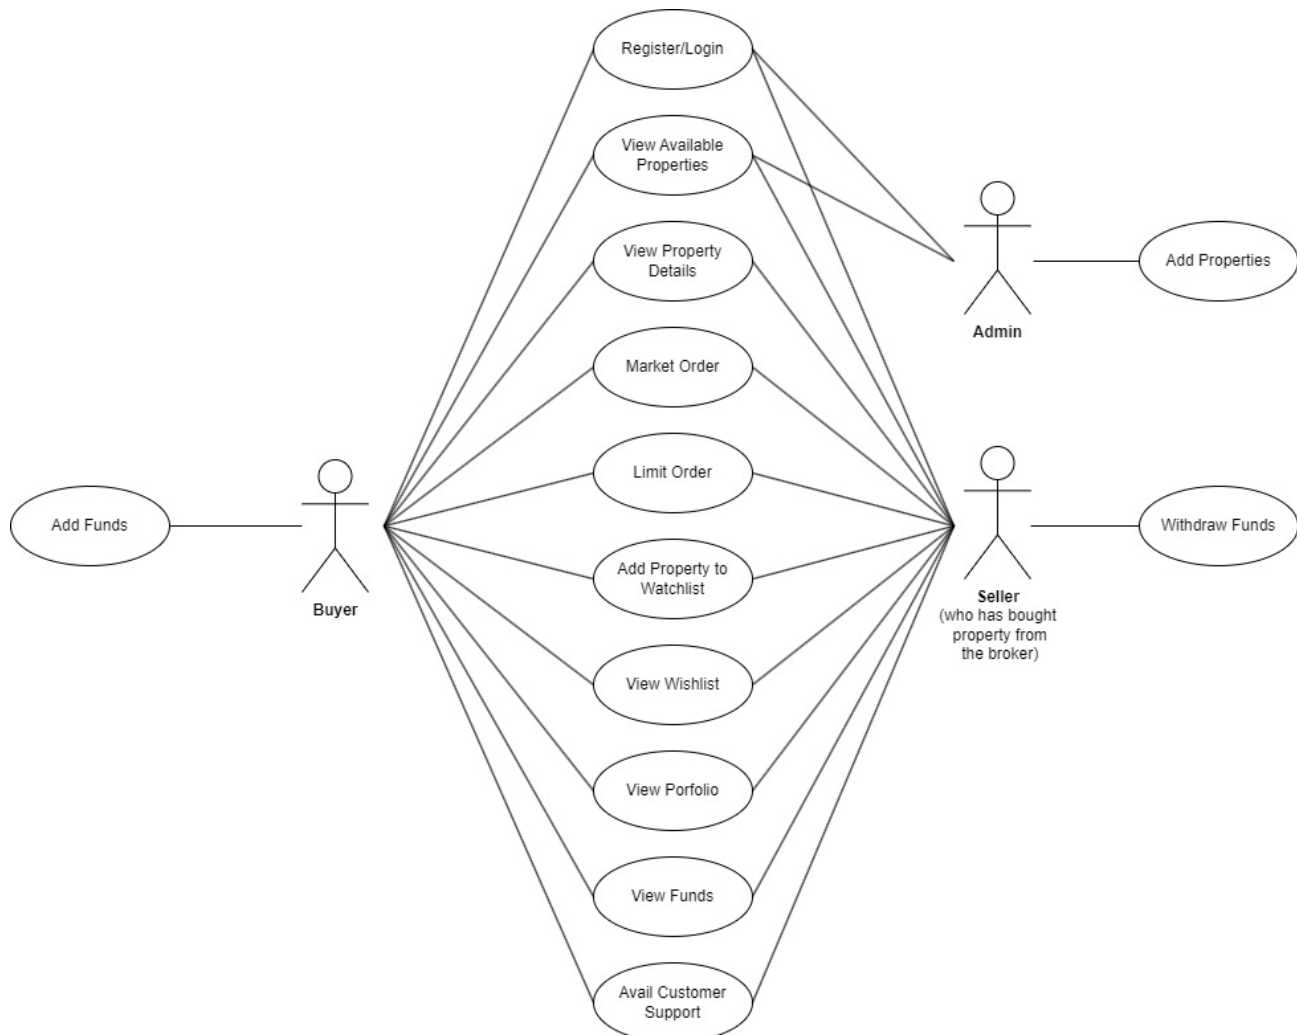 Register/Login
View Available
Properties
View Property
Details
Add Properties
Admin
Market Order
Limit Order
Add Funds
Withdraw Funds
Add Property to
Watchlist
Buyer
Seller
(who has bought
property from
the broker)
View Wishlist
View Porfolio
View Funds
Avail Customer
Support